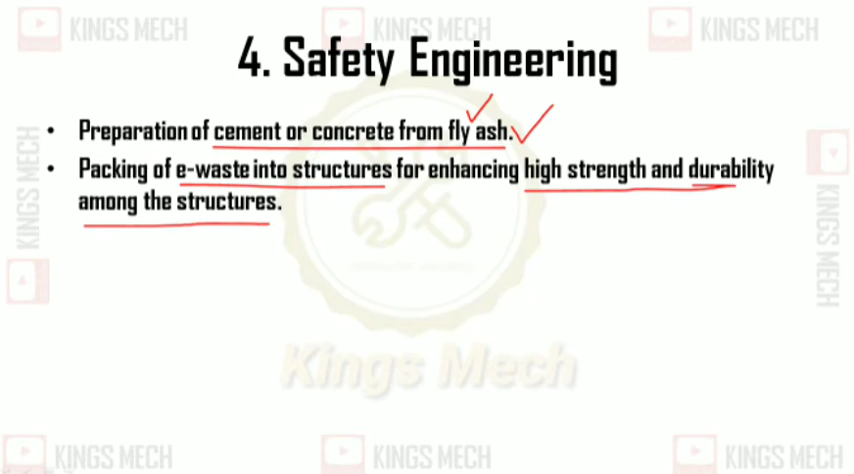 KINGS MECH KINGS MECH KINGS MECH
4. Safety Engineering
• Preparation of cement or concrete from fly ash.
• Packing of e-waste into structures for enhancing high strength and durability
among the structures.
KINGS MECH
KINGS MECH
Kings Mech
KINGS MECH KINGS MECH KINGS MECH